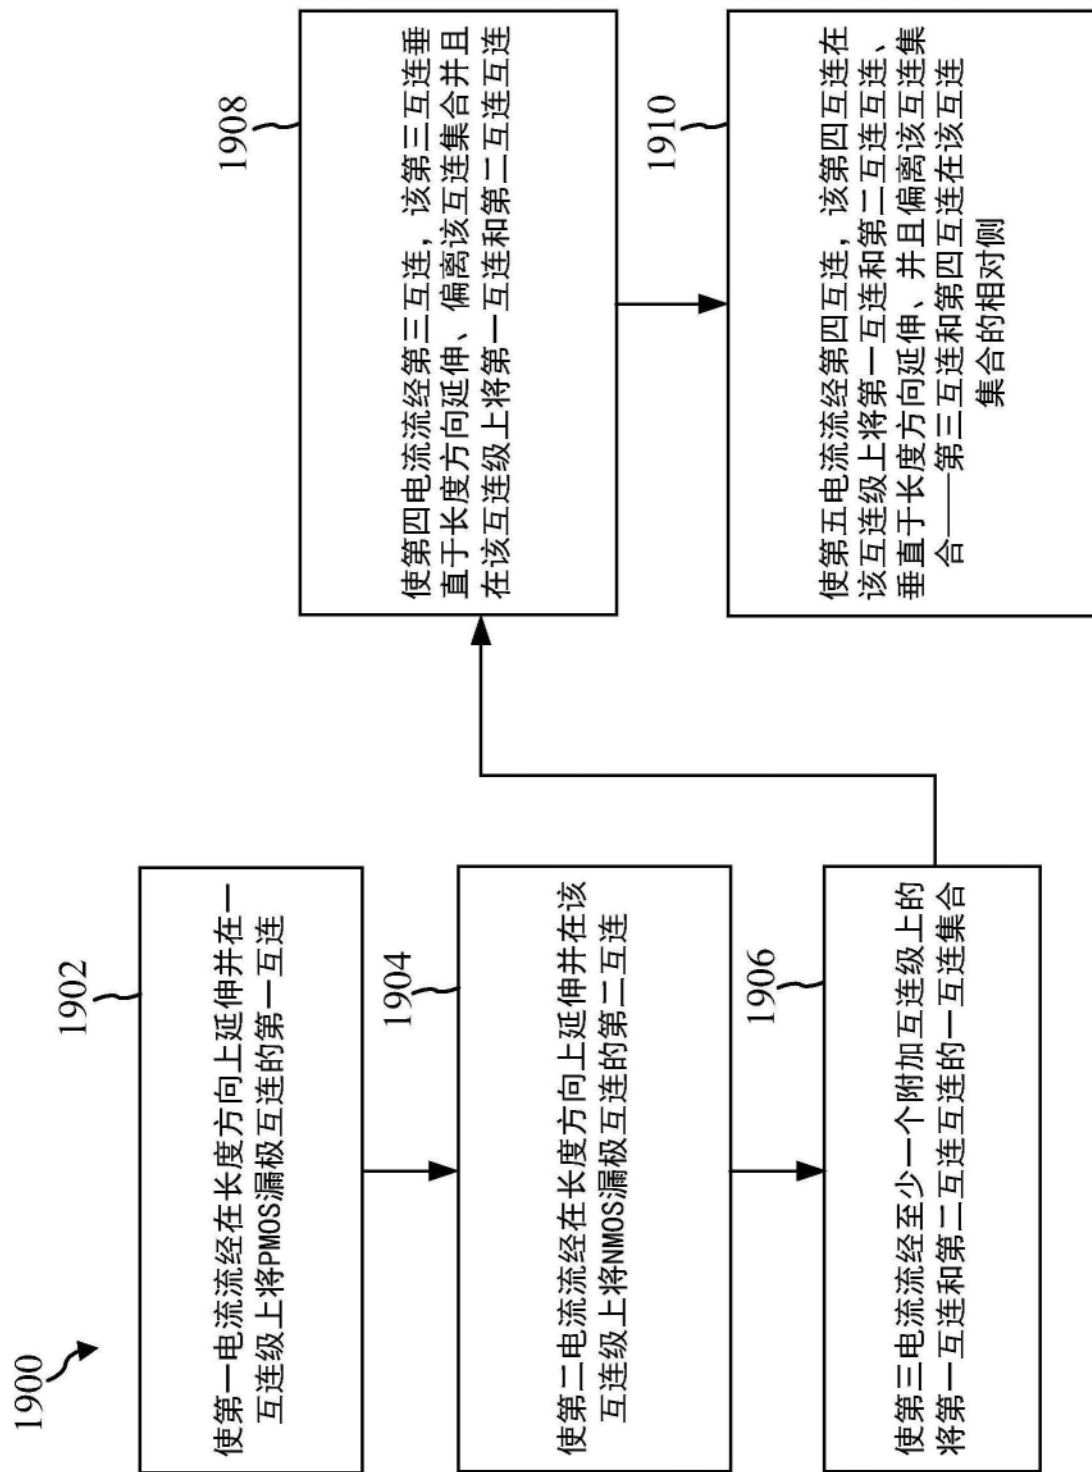 1900
1902
使第一电流流经在长度方向上延伸并在一
互连级上将PMOS漏极互连的第一互连
1904
使第二电流流经在长度方向上延伸并在该
互连级上将NMOS漏极互连的第二互连
1906
使第三电流流经至少一个附加互连级上的
将第一互连和第二互连互连的一互连集合
1908
使第四电流流经第三互连，该第三互连垂
直于长度方向延伸、偏离该互连集合并且
在该互连级上将第一互连和第二互连互连
1910
使第五电流流经第四互连，该第四互连在
该互连级上将第一互连和第二互连互连、
垂直于长度方向延伸、并且偏离该互连集
合——第三互连和第四互连在该互连
集合的相对侧